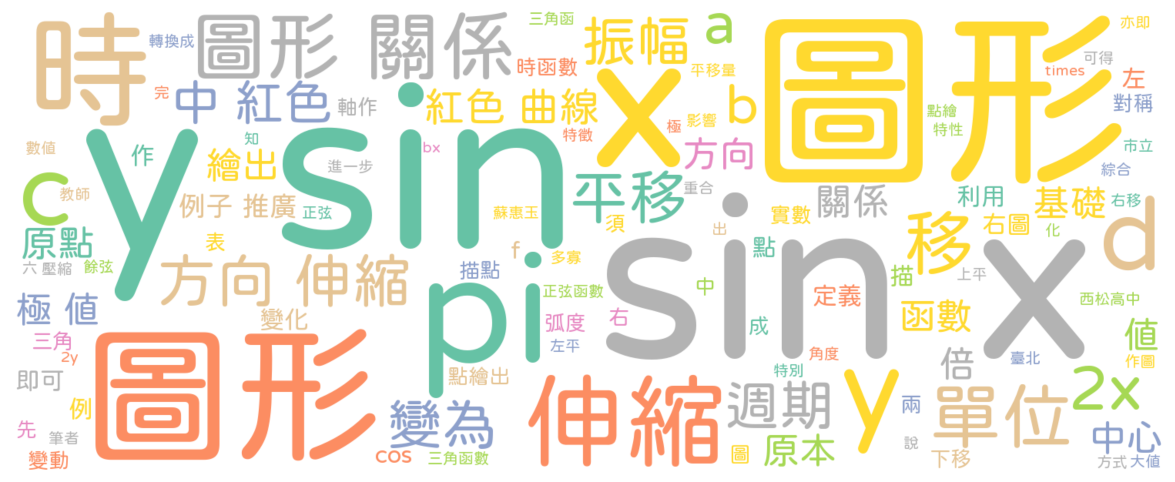 時
轉換成
圖形 關係
三角函
振幅
a
圖形
亦即
完
中 紅色
軸作
時函數
紅色 曲線
x
平移量
b
times
可得
左
對稱
數值
作
知
y sin
bx
特徵
極
影響
方向
點繪
特性
市立
綜合
c
教師
繪出
進一步
平移
重合
關係
利用
基礎
右移
例子 推廣
正弦
蘇惠玉
須
出
實數
右圖
化
d
原點
表
f
多寡
sin x
點
移
六 壓縮
餘弦
方向 伸縮
描點
pi
正弦函數
中
定義
描
上平
西松高中
極 值
變化
弧度
右
成
函數
值
三角
2y
圖形
左平
角度
臺北
作圖
即可
點繪出
特別
倍
2x
例
變為
伸縮
週期
y
兩
單位
先
筆者
變動
cos
三角函數
圖
原本
說
下移
中心
方式
大值